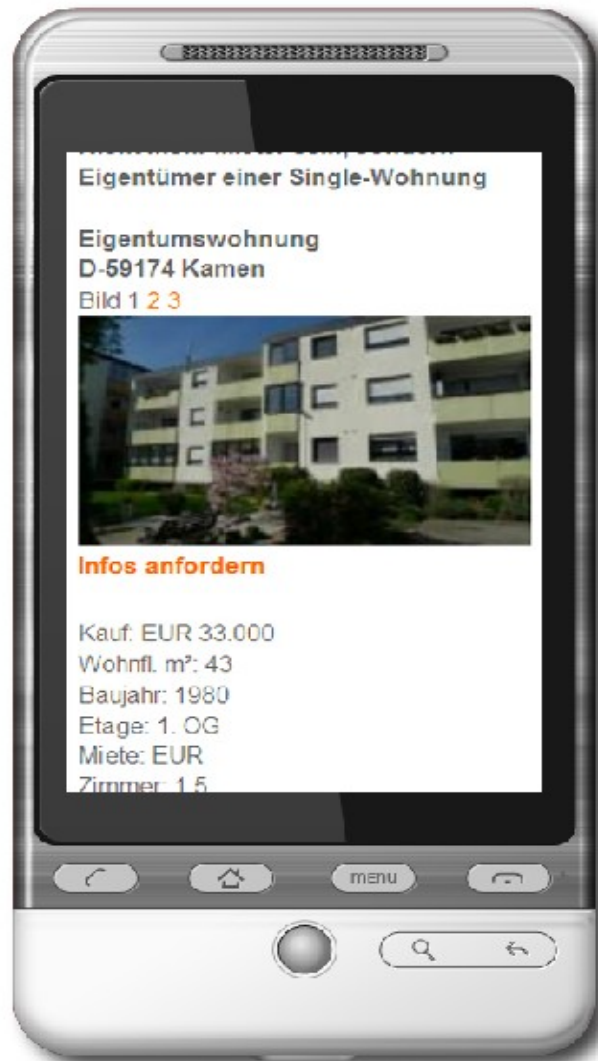 Eigentümer einer Single-Wohnung
Eigentumswohnung
D-59174 Kamen
Bild 1 2 3
Infos anfordern
Kauf: EUR 33.000
Wohnfl. m²: 43
Baujahr: 1980
Etage: 1. OG
Miete: EUR
Zimmer: 1,5
menu